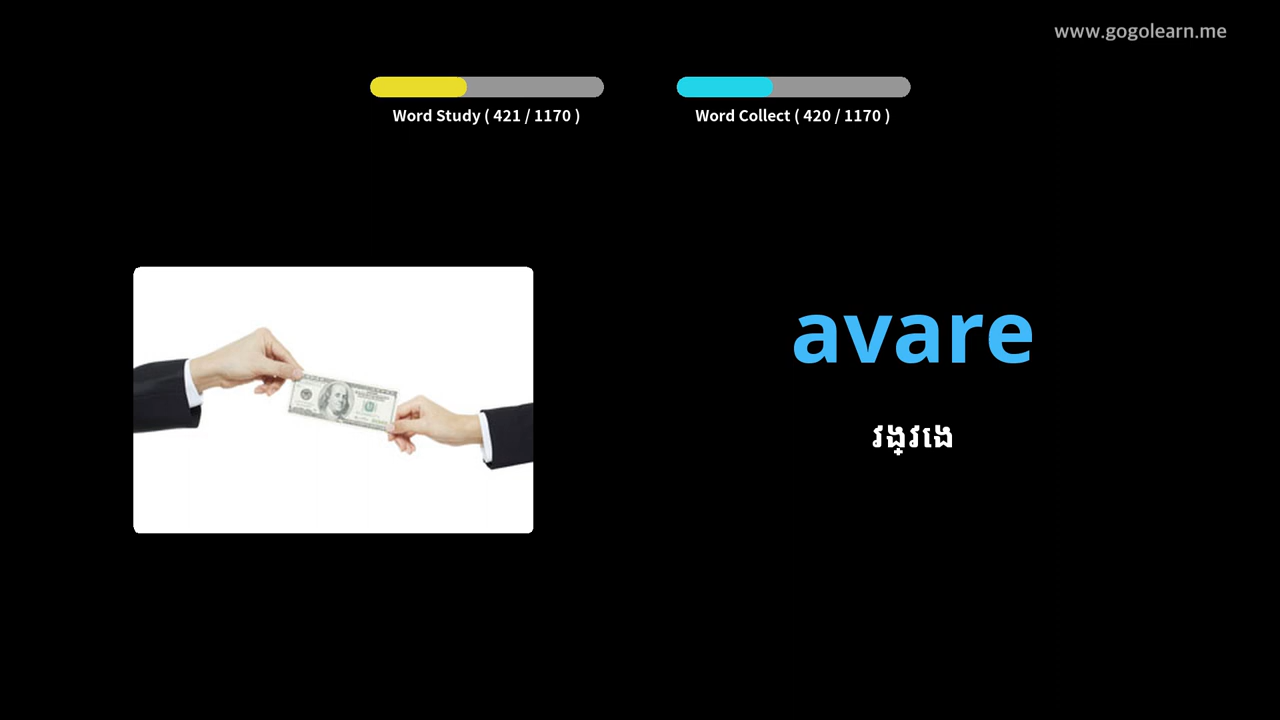 www.gogolearn.me
Word Study ( 421 / 1170 )
Word Collect ( 420 / 1170 )
avare
វង្វេង